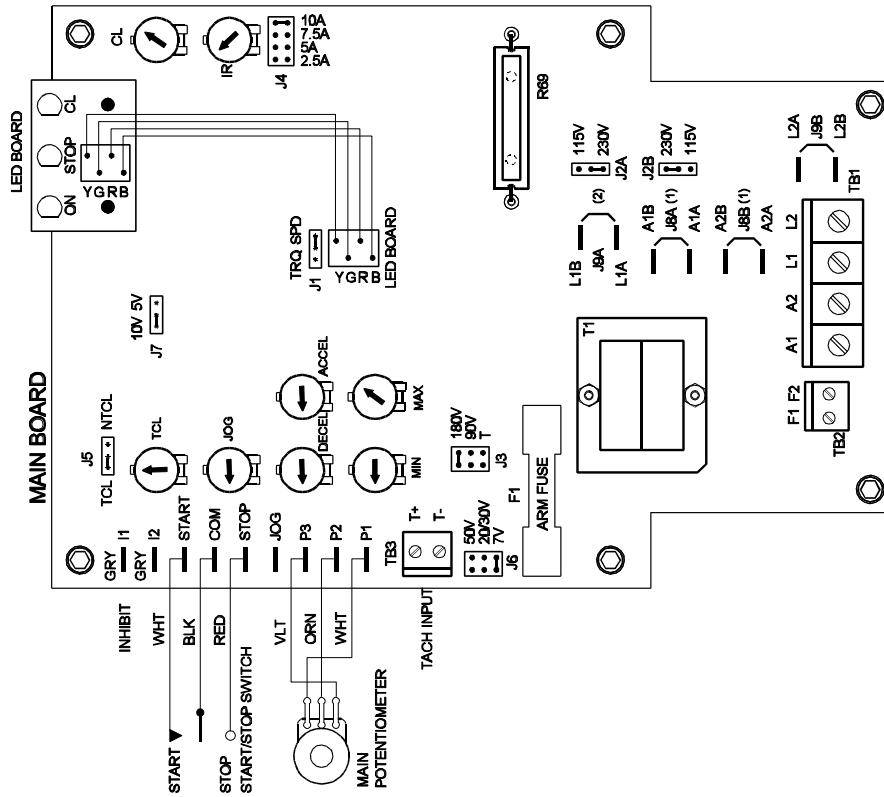 MAIN BOARD
LED BOARD
ON
STOP
CL
YGRB
CL
IR
J4
10A
7.5A
5A
2.5A
TRQ SPD
J1
YGRB
LED BOARD
10V 5V
J7
J5
TCL
NTCL
TCL
JOG
DECEL
ACCEL
MIN
MAX
GRY
I1
GRY
I2
START
COM
STOP
JOG
P3
P2
P1
INHIBIT
WHT
BLK
RED
VLT
ORN
WHT
START
STOP
START/STOP SWITCH
MAIN
POTENTIOMETER
TB3
T+
T-
TACH INPUT
180V
90V
T
J3
50V
20/30V
7V
J6
F1
ARM FUSE
R69
T1
115V
230V
J2A
J2B
230V
115V
L1B
J9A
(2)
L1A
A1B
J8A (1)
A1A
A2B
J8B (1)
A2A
L2A
J9B
L2B
TB1
A1
A2
L1
L2
F1
F2
TB2